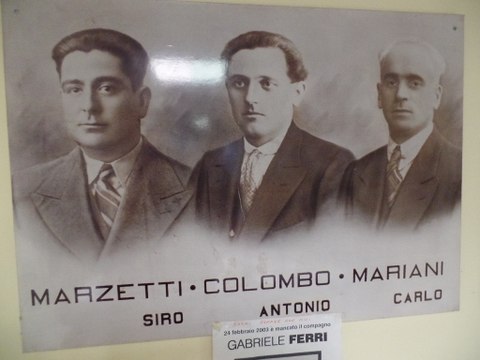 MARZETTI · COLOMBO · MARIANI
SIRO ANTONIO CARLO
24 febbraio 2003 è mancato il compagno
GABRIELE FERRI